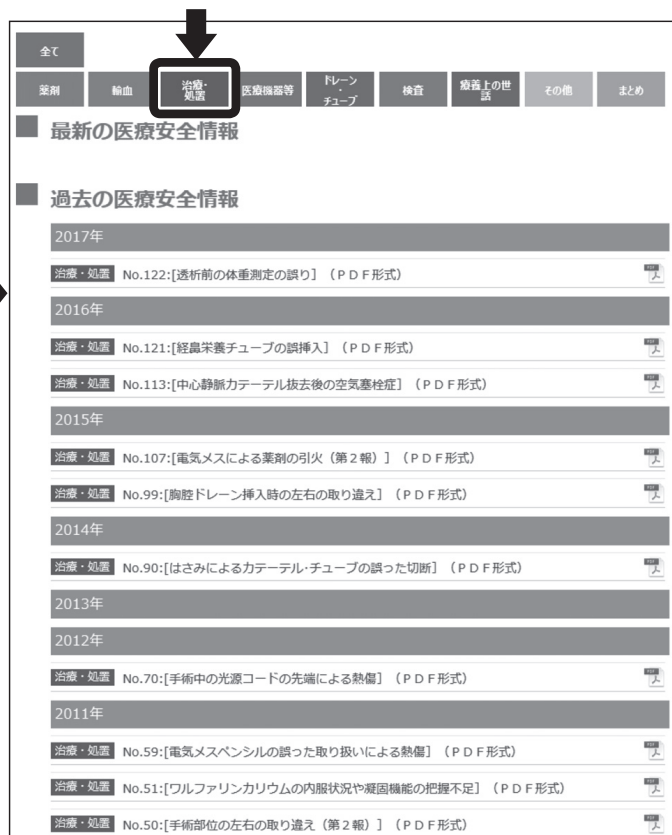 全て
薬剤 輸血 治療・処置 医療機器等 ドレーン・チューブ 検査 療養上の世話 その他 まとめ
最新の医療安全情報
過去の医療安全情報
2017年
治療・処置 No.122:[透析前の体重測定の誤り] （ＰＤＦ形式）
2016年
治療・処置 No.121:[経鼻栄養チューブの誤挿入] （ＰＤＦ形式）
治療・処置 No.113:[中心静脈カテーテル抜去後の空気塞栓症] （ＰＤＦ形式）
2015年
治療・処置 No.107:[電気メスによる薬剤の引火（第２報）] （ＰＤＦ形式）
治療・処置 No.99:[胸腔ドレーン挿入時の左右の取り違え] （ＰＤＦ形式）
2014年
治療・処置 No.90:[はさみによるカテーテル・チューブの誤った切断] （ＰＤＦ形式）
2013年
2012年
治療・処置 No.70:[手術中の光源コードの先端による熱傷] （ＰＤＦ形式）
2011年
治療・処置 No.59:[電気メスペンシルの誤った取り扱いによる熱傷] （ＰＤＦ形式）
治療・処置 No.51:[ワルファリンカリウムの内服状況や凝固機能の把握不足] （ＰＤＦ形式）
治療・処置 No.50:[手術部位の左右の取り違え（第２報）] （ＰＤＦ形式）